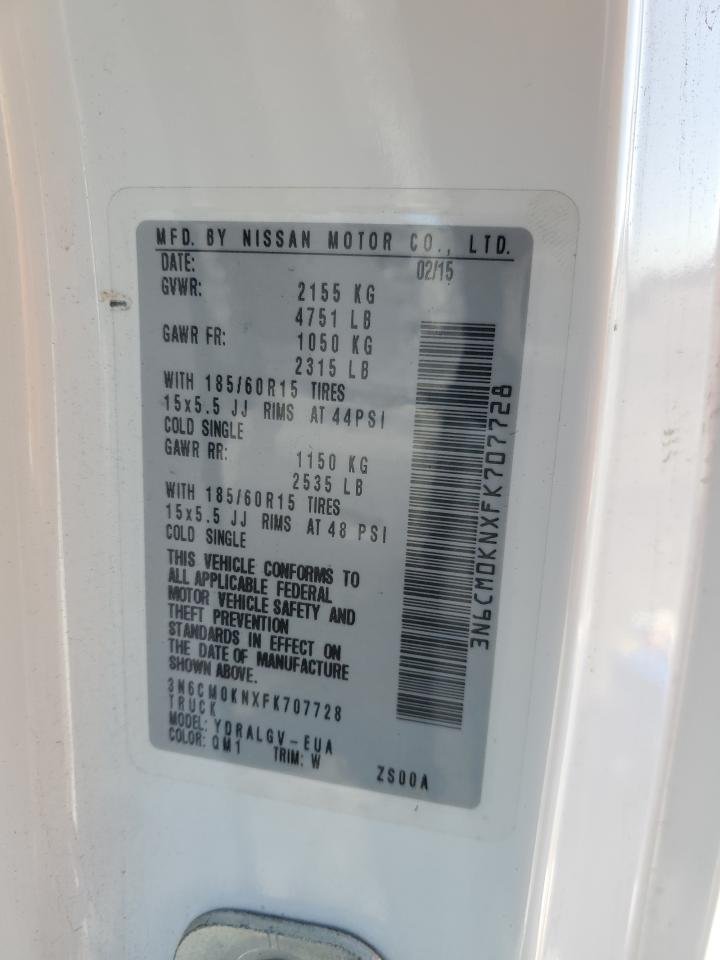 MFD. BY NISSAN MOTOR CO., LTD.
DATE: 02/15
GVWR: 2155 KG
4751 LB
GAWR FR: 1050 KG
2315 LB
WITH 185/60R15 TIRES
15x5.5 JJ RIMS AT 44PSI
COLD SINGLE
GAWR RR: 1150 KG
2535 LB
WITH 185/60R15 TIRES
15x5.5 JJ RIMS AT 48 PSI
COLD SINGLE
THIS VEHICLE CONFORMS TO
ALL APPLICABLE FEDERAL
MOTOR VEHICLE SAFETY AND
THEFT PREVENTION
STANDARDS IN EFFECT ON
THE DATE OF MANUFACTURE
SHOWN ABOVE.
3N6CM0KNXFK707728
TRUCK
MODEL: YDRALGV-EUA
COLOR: QM1 TRIM: W
ZS00A
3N6CM0KNXFK707728